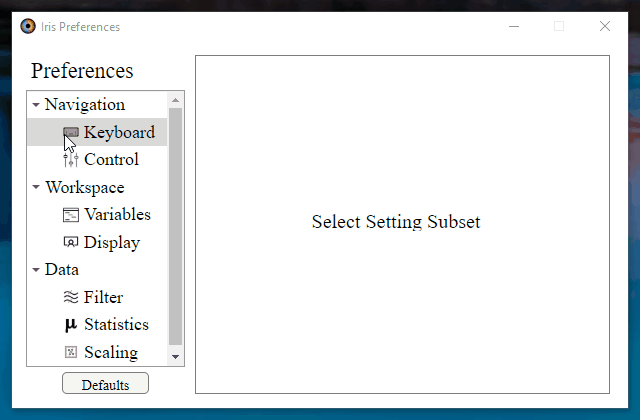 Iris Preferences
Preferences
Navigation
Keyboard
Control
Workspace
Variables
Display
Data
Filter
μ Statistics
Scaling
Defaults
Select Setting Subset